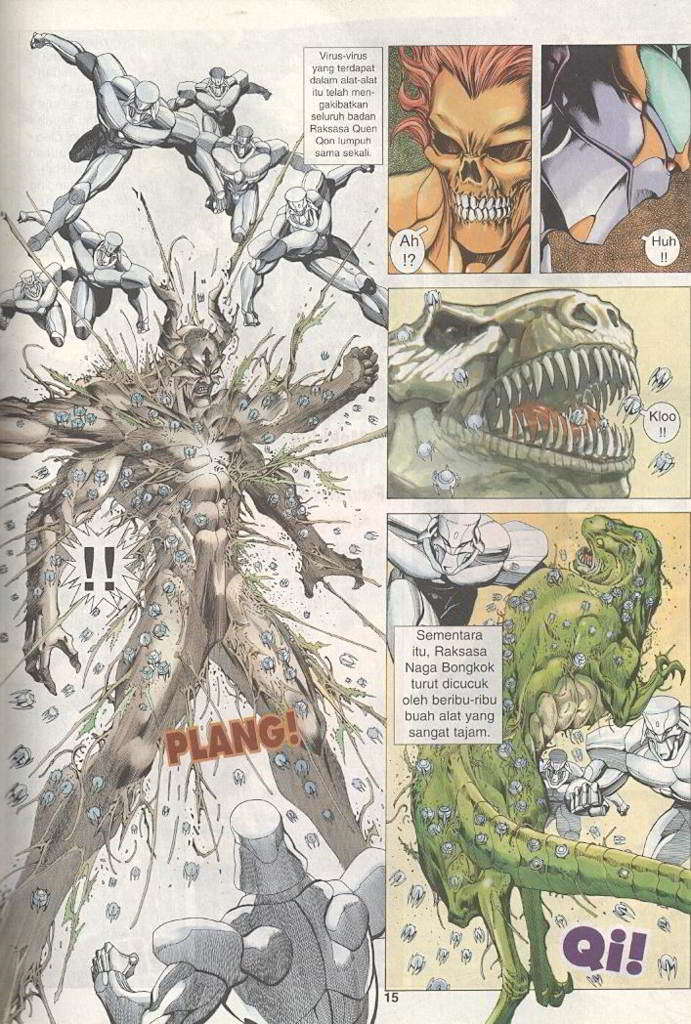 Virus-virus
yang terdapat
dalam alat-alat
itu telah men-
gakibatkan
seluruh badan
Raksasa Quen
Qon lumpuh
sama sekali.
!!
PLANG!
Ah
!?
Huh
!!
Kloo
!!
Sementara
itu, Raksasa
Naga Bongkok
turut dicucuk
oleh beribu-ribu
buah alat yang
sangat tajam.
Qi!
15